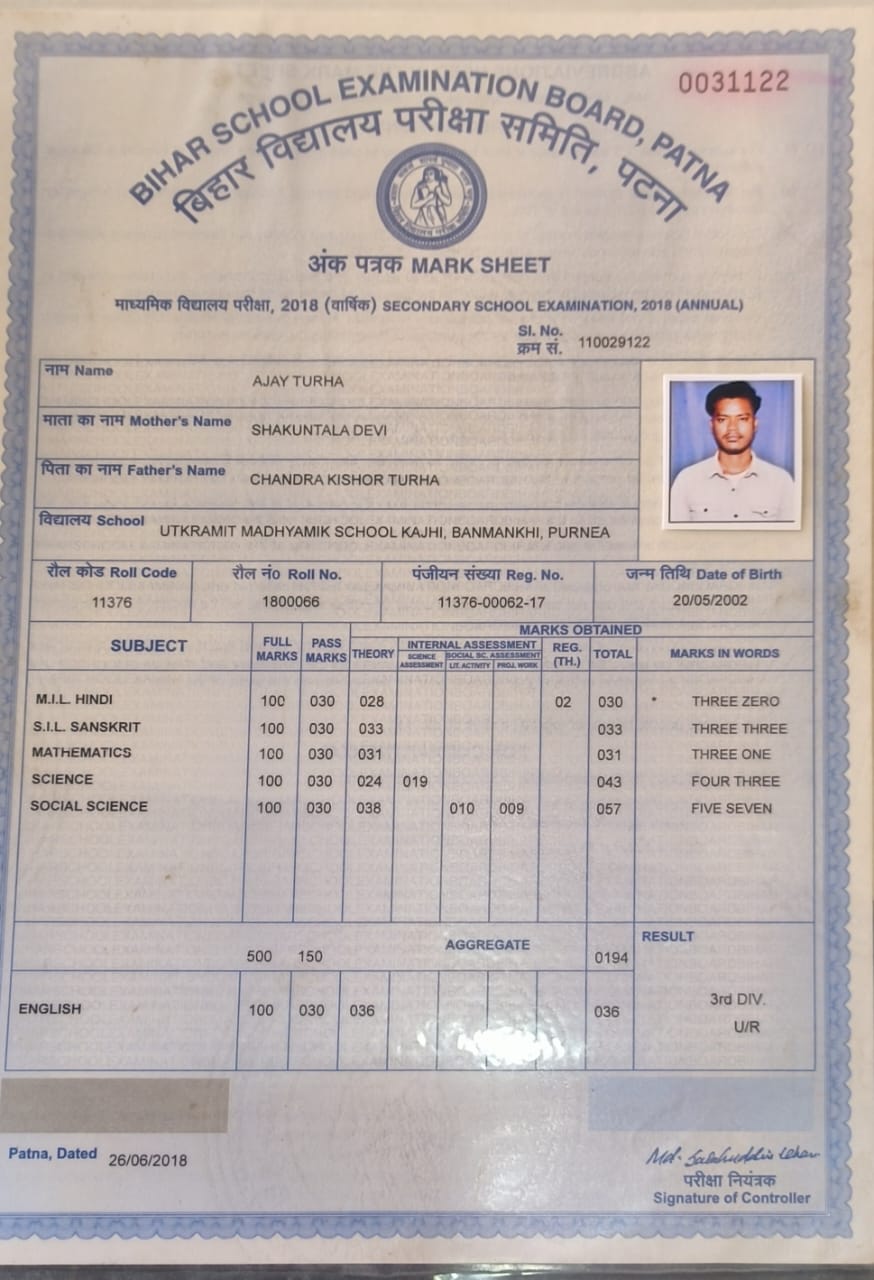 0031122
BIHAR SCHOOL EXAMINATION BOARD, PATNA
बिहार विद्यालय परीक्षा समिति, पटना
अंक पत्रक MARK SHEET
माध्यमिक विद्यालय परीक्षा, 2018 (वार्षिक) SECONDARY SCHOOL EXAMINATION, 2018 (ANNUAL)
Sl. No.
क्रम सं. 110029122
नाम Name AJAY TURHA
माता का नाम Mother's Name SHAKUNTALA DEVI
पिता का नाम Father's Name CHANDRA KISHOR TURHA
विद्यालय School UTKRAMIT MADHYAMIK SCHOOL KAJHI, BANMANKHI, PURNEA
रौल कोड Roll Code रौल नं० Roll No. पंजीयन संख्या Reg. No. जन्म तिथि Date of Birth
11376 1800066 11376-00062-17 20/05/2002
SUBJECT FULL MARKS PASS MARKS MARKS OBTAINED
THEORY INTERNAL ASSESSMENT REG. (TH.) TOTAL MARKS IN WORDS
SCIENCE ASSESSMENT SOCIAL SC. ASSESSMENT
LIT. ACTIVITY PROJ. WORK
M.I.L. HINDI 100 030 028 02 030 * THREE ZERO
S.I.L. SANSKRIT 100 030 033 033 THREE THREE
MATHEMATICS 100 030 031 031 THREE ONE
SCIENCE 100 030 024 019 043 FOUR THREE
SOCIAL SCIENCE 100 030 038 010 009 057 FIVE SEVEN
500 150 AGGREGATE 0194 RESULT
ENGLISH 100 030 036 036 3rd DIV.
U/R
Patna, Dated 26/06/2018
परीक्षा नियंत्रक
Signature of Controller